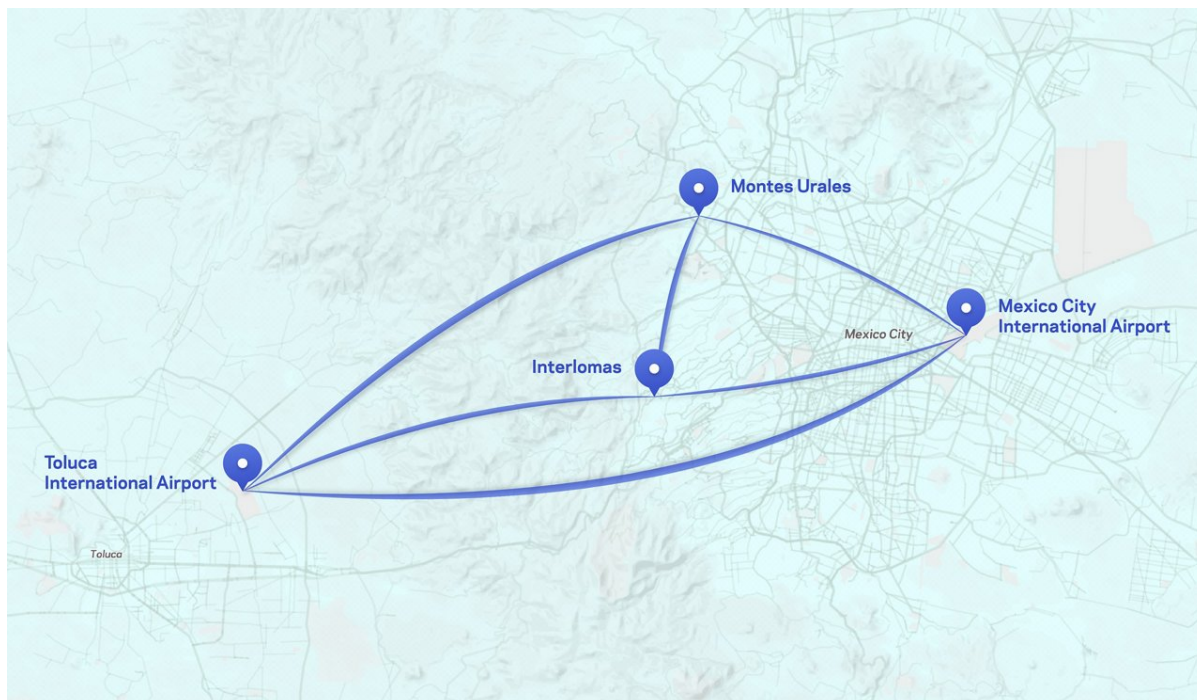 Montes Urales
Mexico City
International Airport
Mexico City
Interlomas
Toluca
International Airport
Toluca